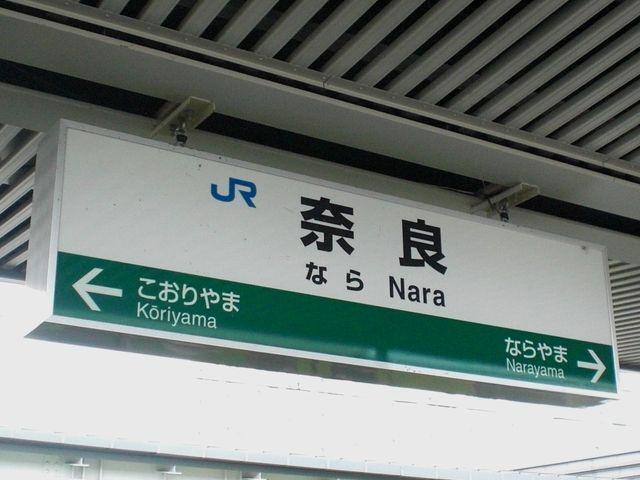 JR 奈良
なら Nara
← こおりやま
Kōriyama
ならやま →
Narayama